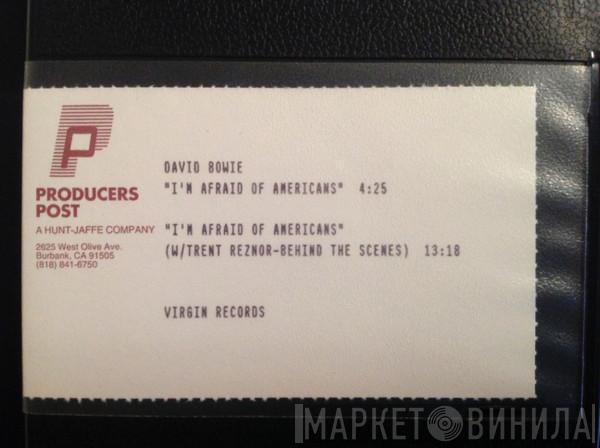 P
PRODUCERS
POST
A HUNT-JAFFE COMPANY
2625 West Olive Ave.
Burbank, CA 91505
(818) 841-6750
DAVID BOWIE
"I'M AFRAID OF AMERICANS" 4:25
"I'M AFRAID OF AMERICANS"
(W/TRENT REZNOR-BEHIND THE SCENES) 13:18
VIRGIN RECORDS
МАРКЕТ ВИНИЛА